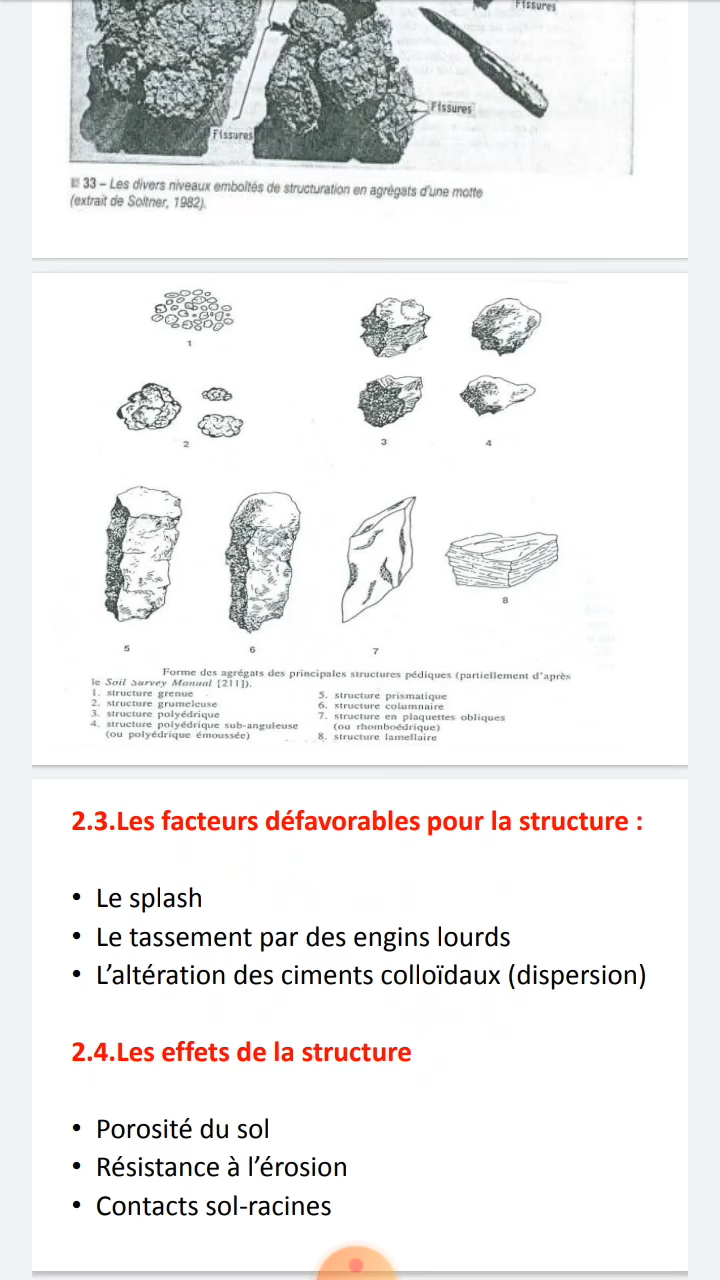 Fissures
Fissures
Fissures
33 – Les divers niveaux emboîtés de structuration en agrégats d'une motte
(extrait de Soltner, 1982).
1
2
3
4
5
6
7
8
Forme des agrégats des principales structures pédiques (partiellement d'après
le Soil Survey Manual [211]).
1. structure grenue
2. structure grumeleuse
3. structure polyédrique
4. structure polyédrique sub-anguleuse
(ou polyédrique émoussée)
5. structure prismatique
6. structure columnaire
7. structure en plaquettes obliques
(ou rhomboédrique)
8. structure lamellaire
2.3.Les facteurs défavorables pour la structure :
• Le splash
• Le tassement par des engins lourds
• L’altération des ciments colloïdaux (dispersion)
2.4.Les effets de la structure
• Porosité du sol
• Résistance à l’érosion
• Contacts sol-racines